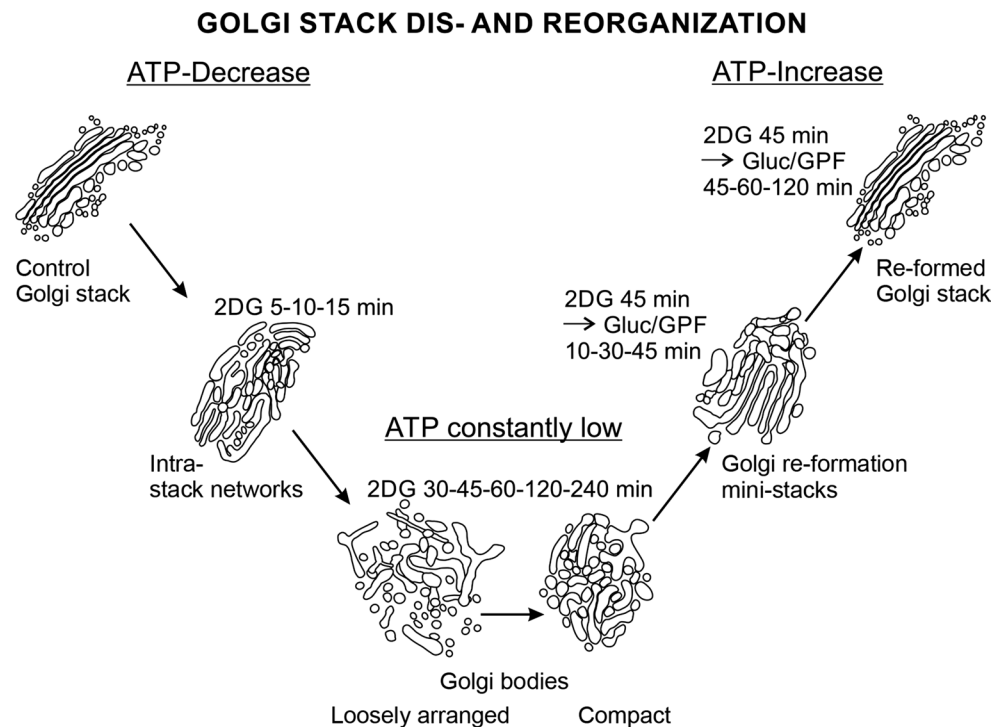 GOLGI STACK DIS- AND REORGANIZATION
ATP-Decrease
ATP-Increase
2DG 45 min
→ Gluc/GPF
45-60-120 min
Control
Golgi stack
Re-formed
Golgi stack
2DG 5-10-15 min
2DG 45 min
→ Gluc/GPF
10-30-45 min
Intra-
stack networks
ATP constantly low
Golgi re-formation
mini-stacks
2DG 30-45-60-120-240 min
Golgi bodies
Loosely arranged
Compact